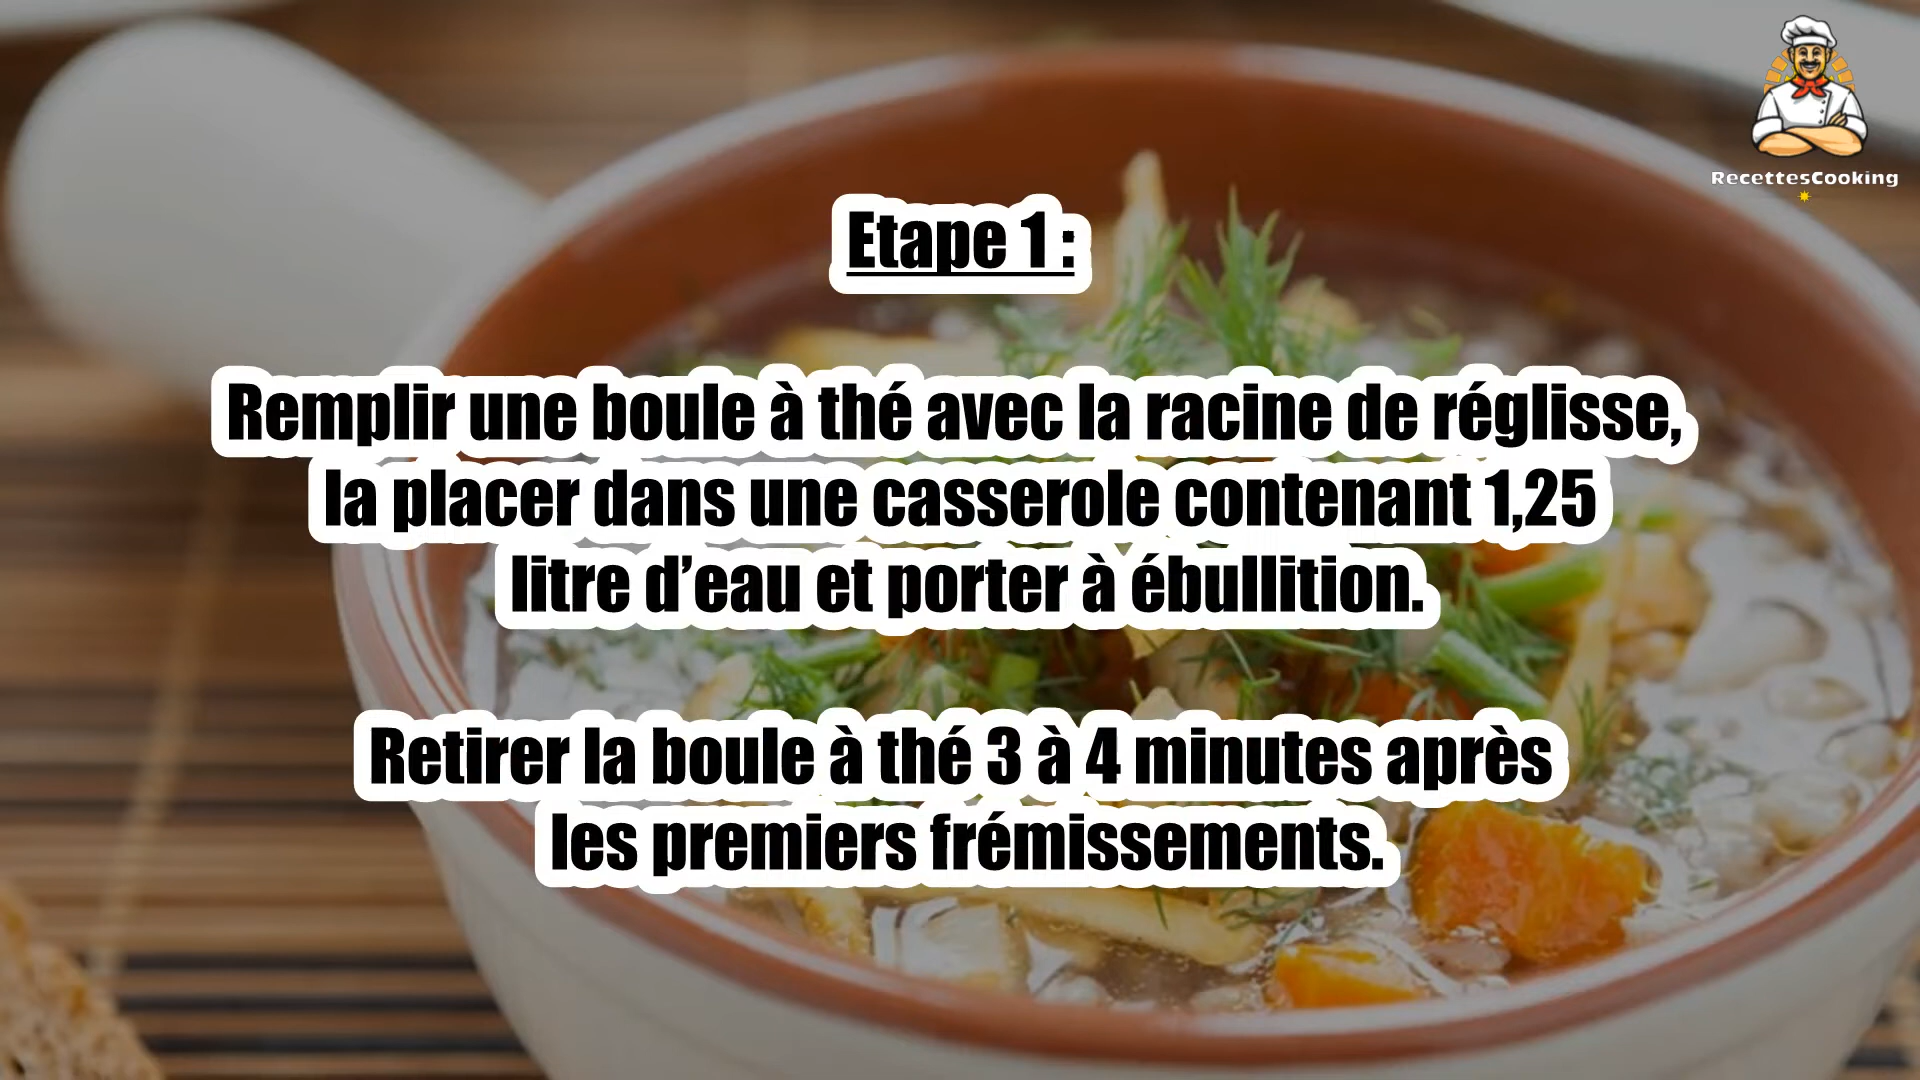 RecettesCooking
Etape 1 :
Remplir une boule à thé avec la racine de réglisse,
la placer dans une casserole contenant 1,25
litre d’eau et porter à ébullition.
Retirer la boule à thé 3 à 4 minutes après
les premiers frémissements.